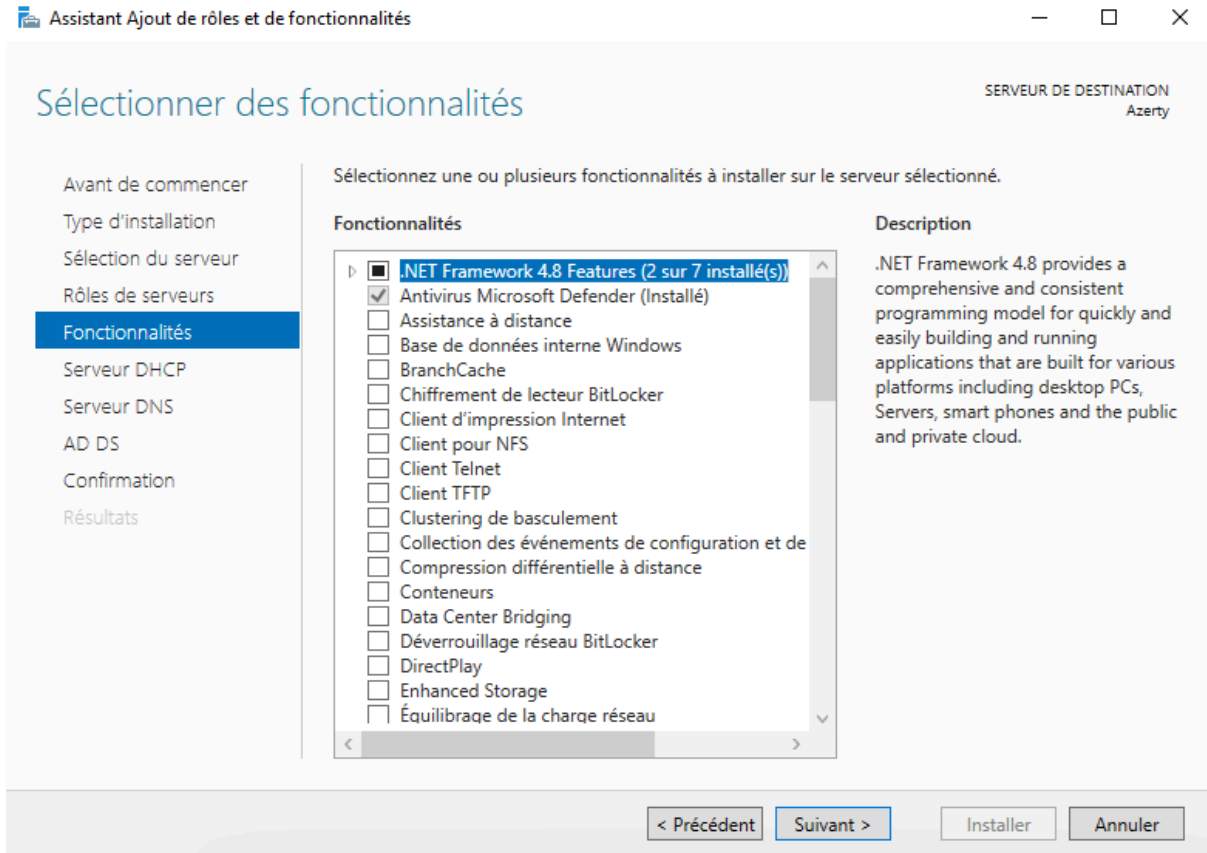 Assistant Ajout de rôles et de fonctionnalités
Sélectionner des fonctionnalités
SERVEUR DE DESTINATION
Azerty
Avant de commencer
Type d'installation
Sélection du serveur
Rôles de serveurs
Fonctionnalités
Serveur DHCP
Serveur DNS
AD DS
Confirmation
Résultats
Sélectionnez une ou plusieurs fonctionnalités à installer sur le serveur sélectionné.
Fonctionnalités
.NET Framework 4.8 Features (2 sur 7 installé(s))
Antivirus Microsoft Defender (Installé)
Assistance à distance
Base de données interne Windows
BranchCache
Chiffrement de lecteur BitLocker
Client d'impression Internet
Client pour NFS
Client Telnet
Client TFTP
Clustering de basculement
Collection des événements de configuration et de
Compression différentielle à distance
Conteneurs
Data Center Bridging
Déverrouillage réseau BitLocker
DirectPlay
Enhanced Storage
Équilibrage de la charge réseau
Description
.NET Framework 4.8 provides a
comprehensive and consistent
programming model for quickly and
easily building and running
applications that are built for various
platforms including desktop PCs,
Servers, smart phones and the public
and private cloud.
< Précédent
Suivant >
Installer
Annuler